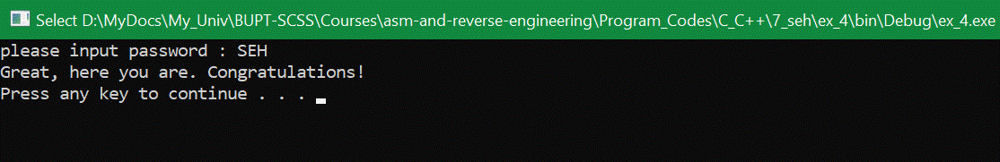 Select D:\MyDocs\My_Univ\BUPT-SCSS\Courses\asm-and-reverse-engineering\Program_Codes\C_C++\7_seh\ex_4\bin\Debug\ex_4.exe
please input password : SEH
Great, here you are. Congratulations!
Press any key to continue . . .